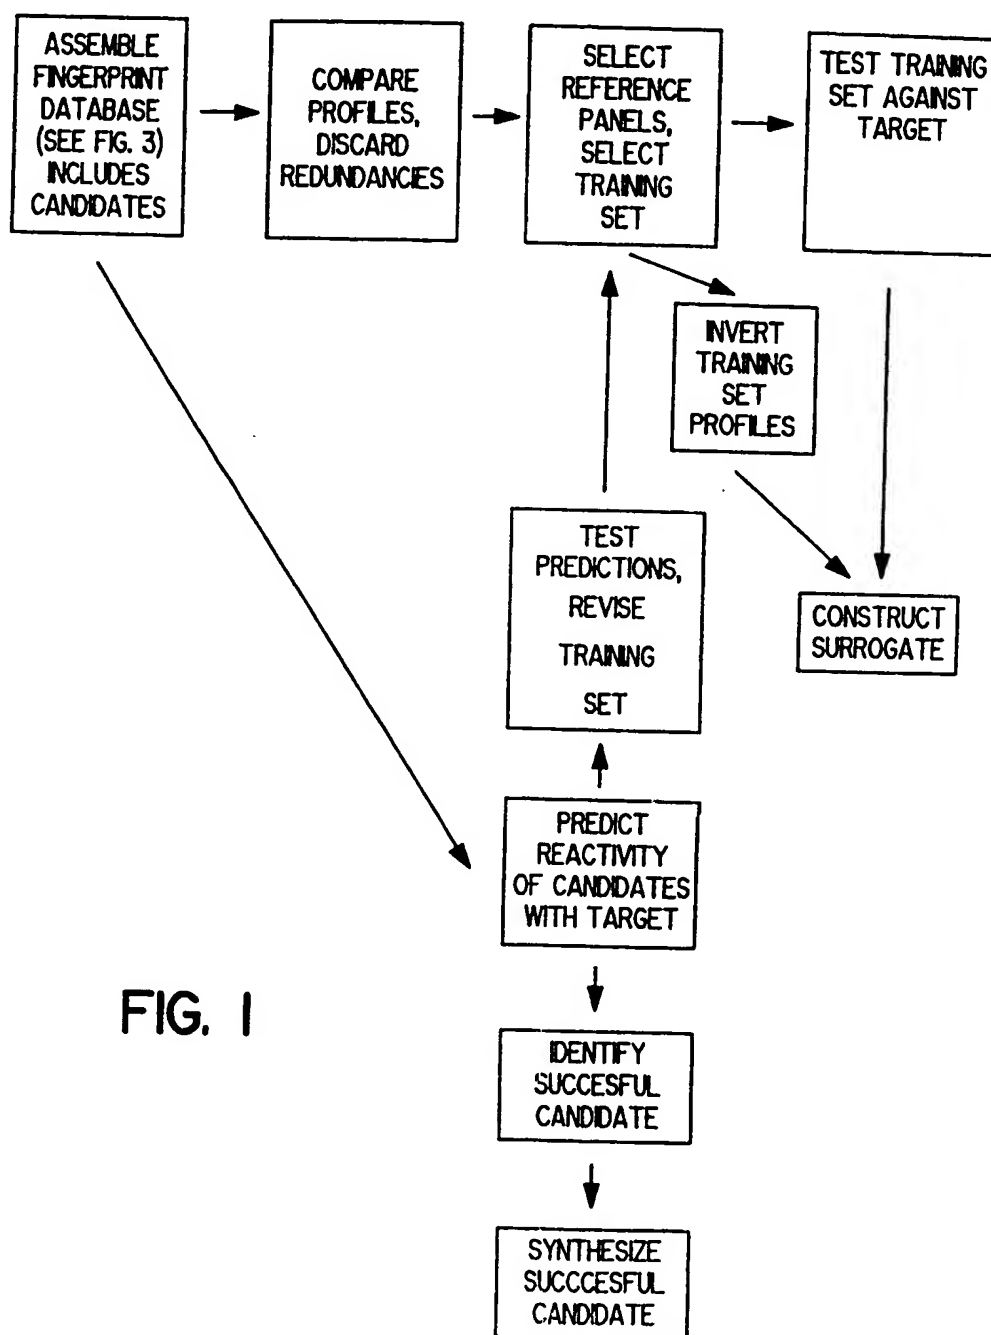 ASSEMBLE
FINGERPRINT
DATABASE
(SEE FIG. 3)
INCLUDES
CANDIDATES
COMPARE
PROFILES,
DISCARD
REDUNDANCIES
SELECT
REFERENCE
PANELS,
SELECT
TRAINING
SET
TEST TRAINING
SET AGAINST
TARGET
INVERT
TRAINING
SET
PROFILES
TEST
PREDICTIONS,
REVISE
TRAINING
SET
CONSTRUCT
SURROGATE
PREDICT
REACTIVITY
OF CANDIDATES
WITH TARGET
FIG. 1
IDENTIFY
SUCCESFUL
CANDIDATE
SYNTHESIZE
SUCCCESFUL
CANDIDATE